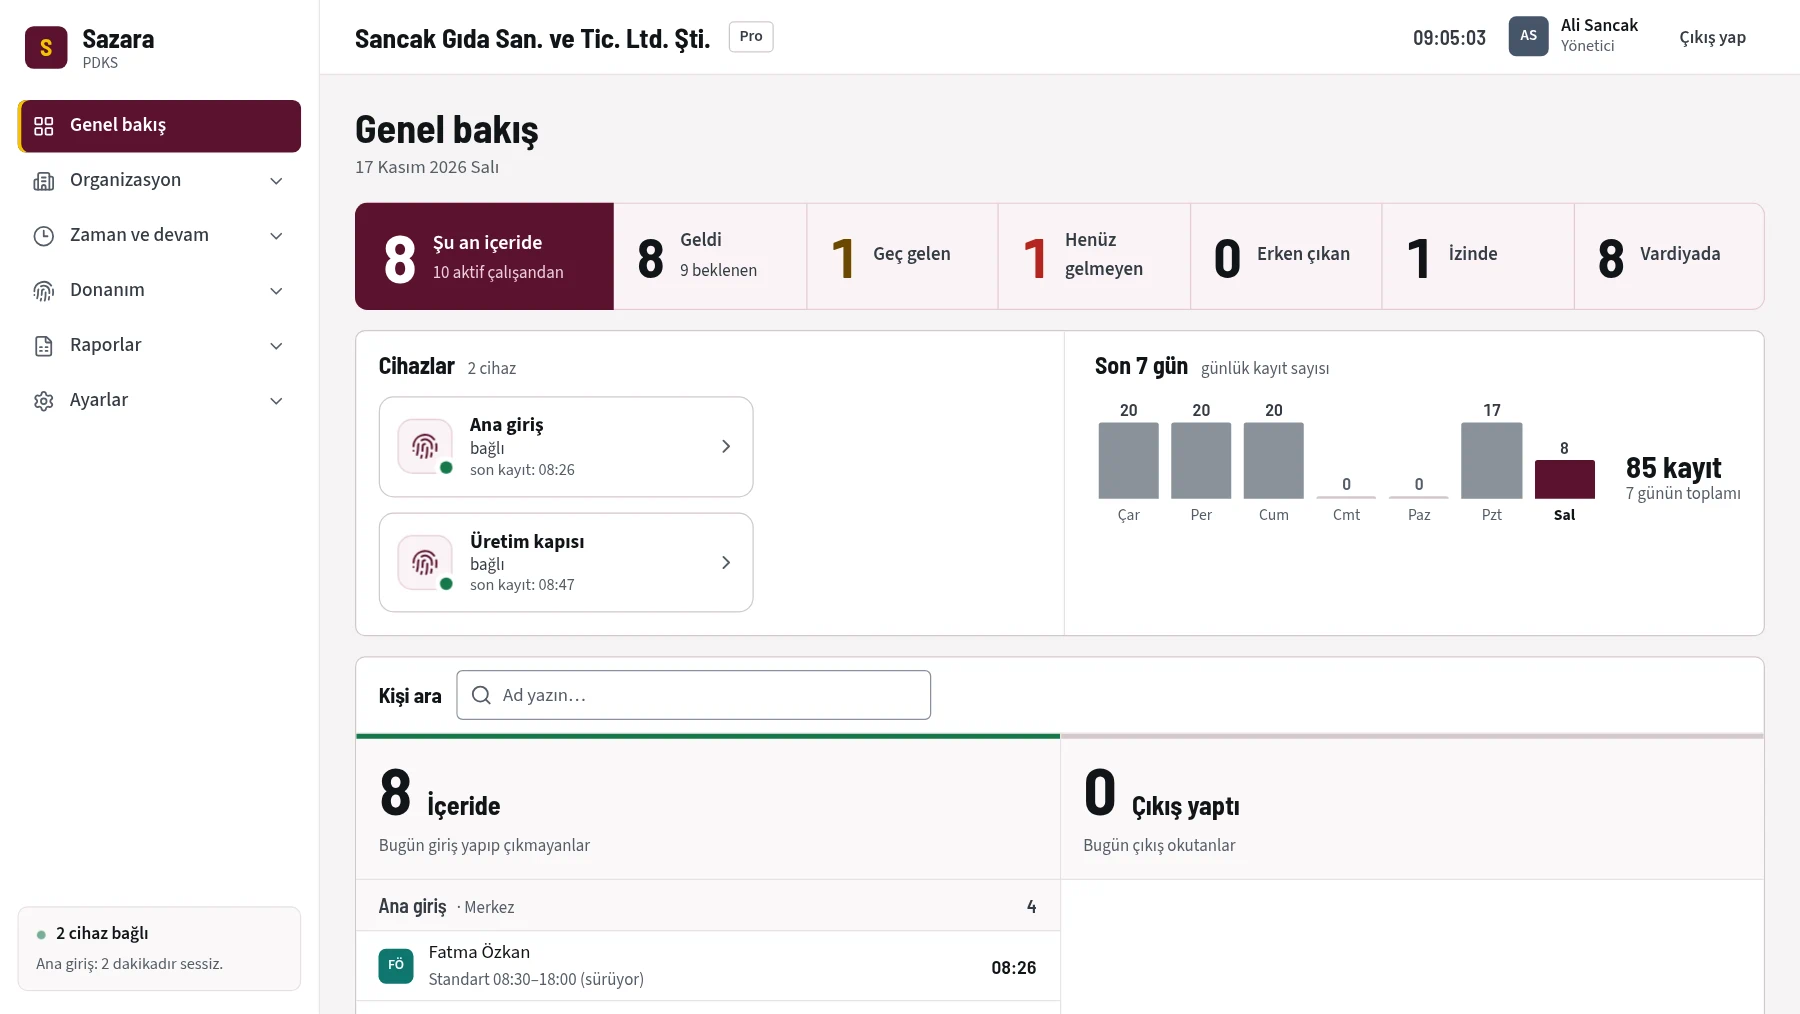 S
Sazara
PDKS
Genel bakış
Organizasyon
Zaman ve devam
Donanım
Raporlar
Ayarlar
2 cihaz bağlı
Ana giriş: 2 dakikadır sessiz.
Sancak Gıda San. ve Tic. Ltd. Şti. Pro
09:05:03
AS
Ali Sancak
Yönetici
Çıkış yap
Genel bakış
17 Kasım 2026 Salı
8 Şu an içeride
10 aktif çalışandan
8 Geldi
9 beklenen
1 Geç gelen
1 Henüz
gelmeyen
0 Erken çıkan
1 İzinde
8 Vardiyada
Cihazlar 2 cihaz
Ana giriş
bağlı
son kayıt: 08:26
Üretim kapısı
bağlı
son kayıt: 08:47
Son 7 gün günlük kayıt sayısı
20 20 20 0 0 17 8
Çar Per Cum Cmt Paz Pzt Sal
85 kayıt
7 günün toplamı
Kişi ara Ad yazın…
8 İçeride
Bugün giriş yapıp çıkmayanlar
0 Çıkış yaptı
Bugün çıkış okutanlar
Ana giriş · Merkez 4
FÖ
Fatma Özkan
Standart 08:30–18:00 (sürüyor)
08:26